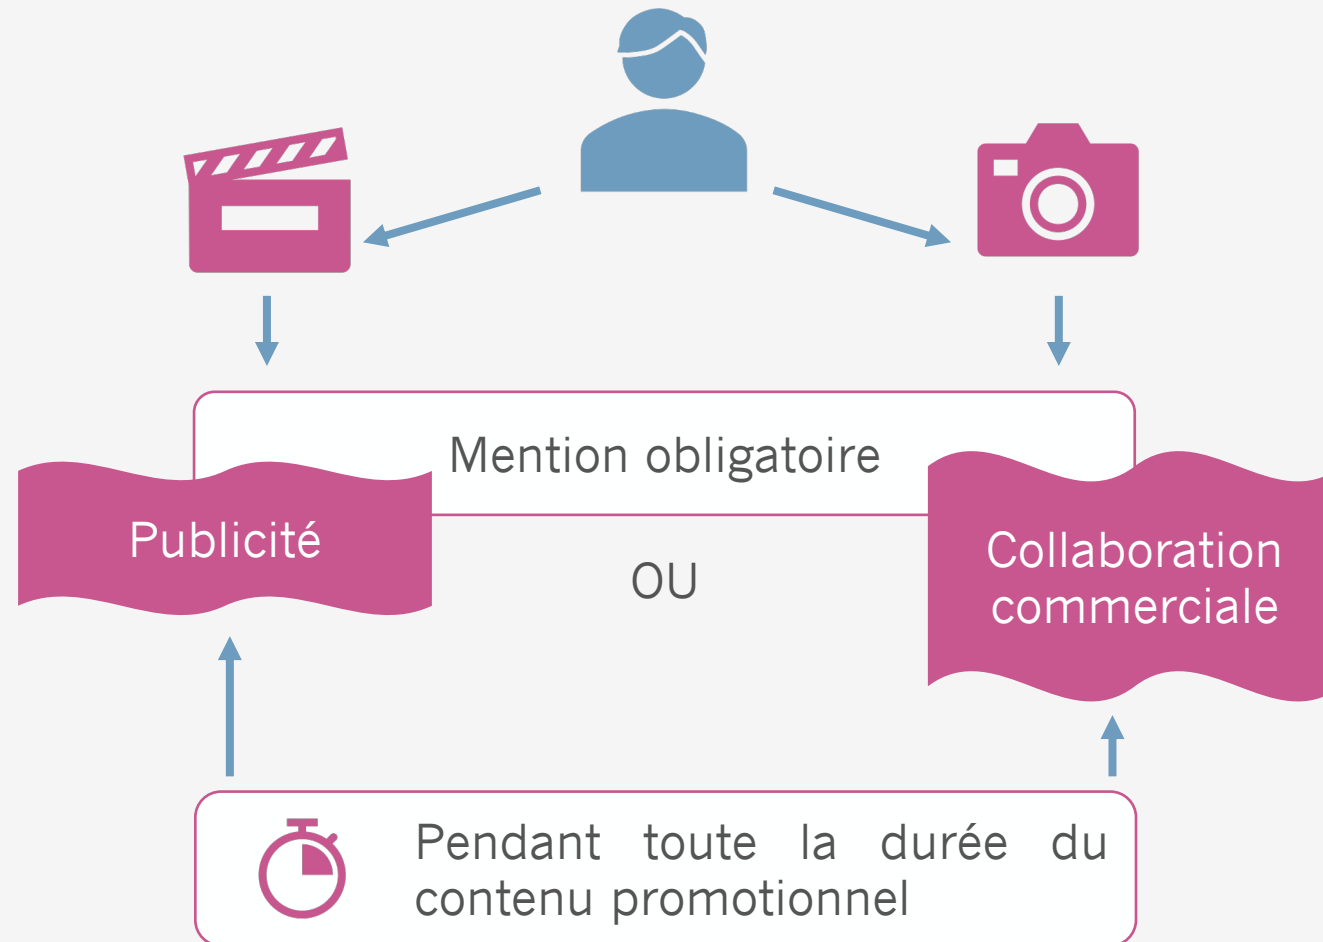 Mention obligatoire
Publicité
OU
Collaboration
commerciale
Pendant toute la durée du
contenu promotionnel